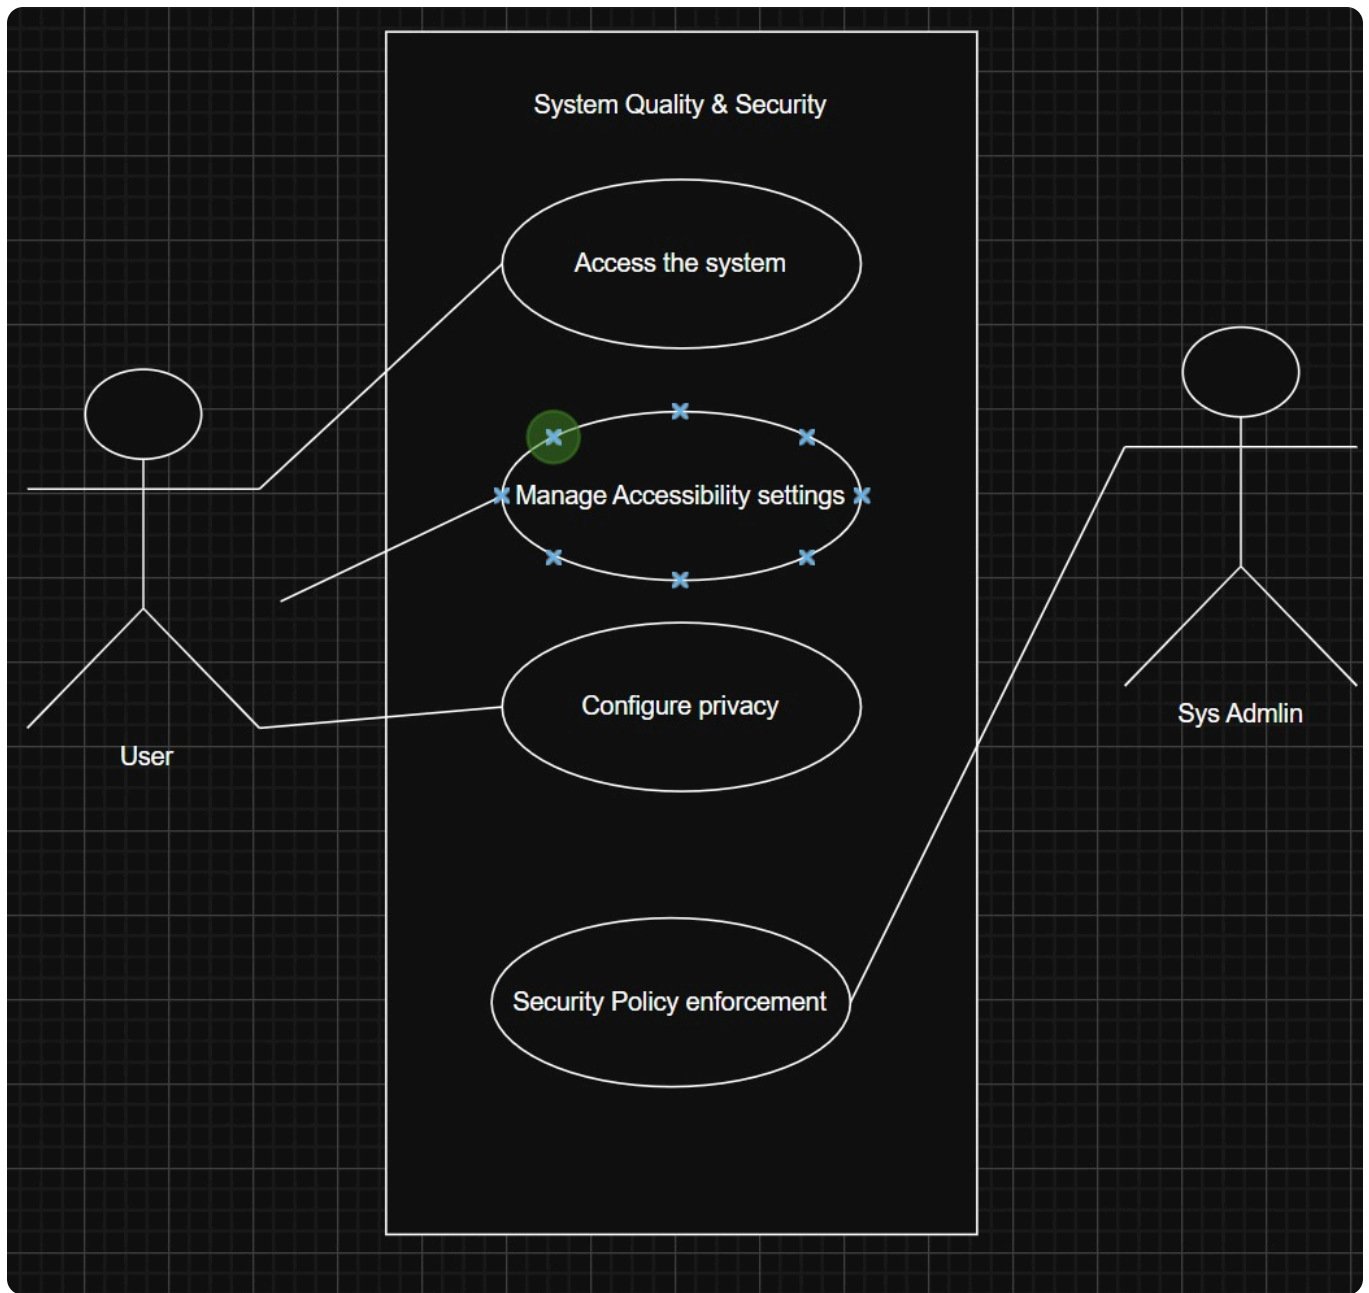 System Quality & Security
Access the system
Manage Accessibility settings
Configure privacy
User
Sys Admlin
Security Policy enforcement